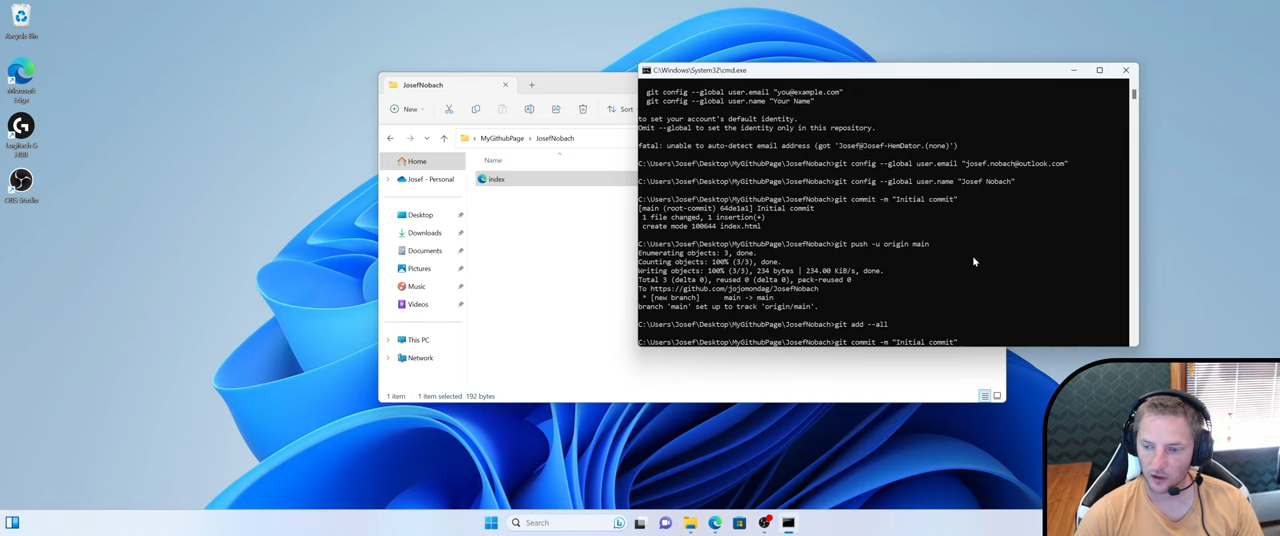 Recycle Bin
Microsoft
Edge
Logitech G
HUB
OBS Studio
JosefNobach
New
Sort
MyGithubPage > JosefNobach
Home
Josef - Personal
Desktop
Downloads
Documents
Pictures
Music
Videos
This PC
Network
Name
index
1 item
1 item selected 192 bytes
C:\Windows\System32\cmd.exe
git config --global user.email "you@example.com"
git config --global user.name "Your Name"
to set your account's default identity.
Omit --global to set the identity only in this repository.
fatal: unable to auto-detect email address (got 'Josef@Josef-HemDator.(none)')
C:\Users\Josef\Desktop\MyGithubPage\JosefNobach>git config --global user.email "josef.nobach@outlook.com"
C:\Users\Josef\Desktop\MyGithubPage\JosefNobach>git config --global user.name "Josef Nobach"
C:\Users\Josef\Desktop\MyGithubPage\JosefNobach>git commit -m "Initial commit"
[main (root-commit) 64de1a1] Initial commit
1 file changed, 1 insertion(+)
create mode 100644 index.html
C:\Users\Josef\Desktop\MyGithubPage\JosefNobach>git push -u origin main
Enumerating objects: 3, done.
Counting objects: 100% (3/3), done.
Writing objects: 100% (3/3), 234 bytes | 234.00 KiB/s, done.
Total 3 (delta 0), reused 0 (delta 0), pack-reused 0
To https://github.com/jojomondag/JosefNobach
* [new branch] main -> main
branch 'main' set up to track 'origin/main'.
C:\Users\Josef\Desktop\MyGithubPage\JosefNobach>git add --all
C:\Users\Josef\Desktop\MyGithubPage\JosefNobach>git commit -m "Initial commit"
Search